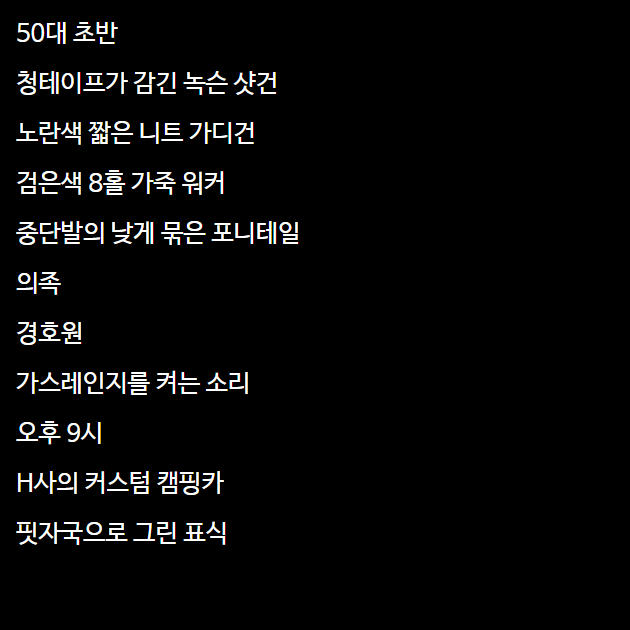 50대 초반
청테이프가 감긴 녹슨 샷건
노란색 짧은 니트 가디건
검은색 8홀 가죽 워커
중단발의 낮게 묶은 포니테일
의족
경호원
가스레인지를 켜는 소리
오후 9시
H사의 커스텀 캠핑카
핏자국으로 그린 표식